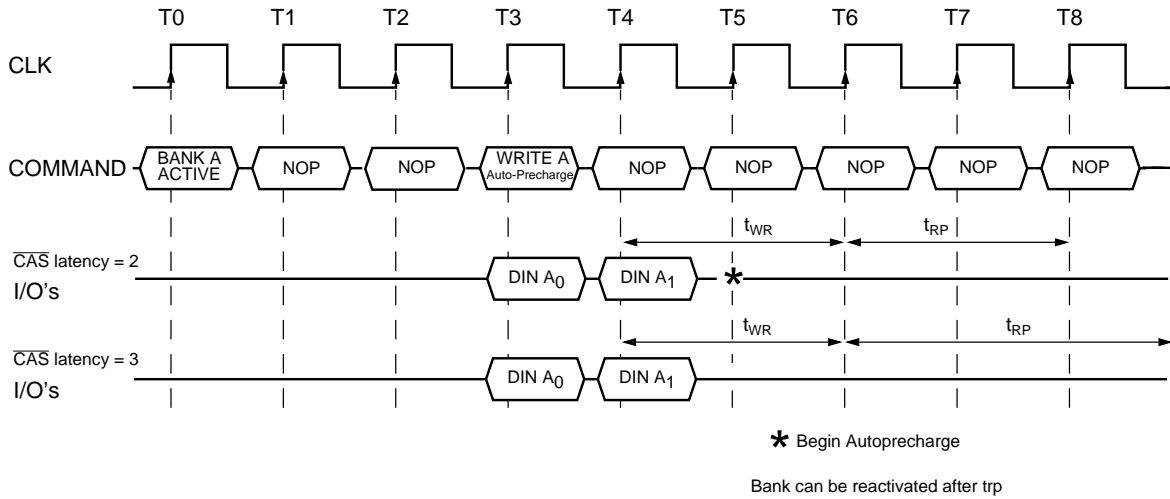 T0 T1 T2 T3 T4 T5 T6 T7 T8
CLK
COMMAND
BANK A
ACTIVE
NOP
NOP
WRITE A
Auto-Precharge
NOP
NOP
NOP
NOP
NOP
tWR
tRP
CAS latency = 2
I/O's
DIN A0
DIN A1
*
tWR
tRP
CAS latency = 3
I/O's
DIN A0
DIN A1
* Begin Autoprecharge
Bank can be reactivated after trp